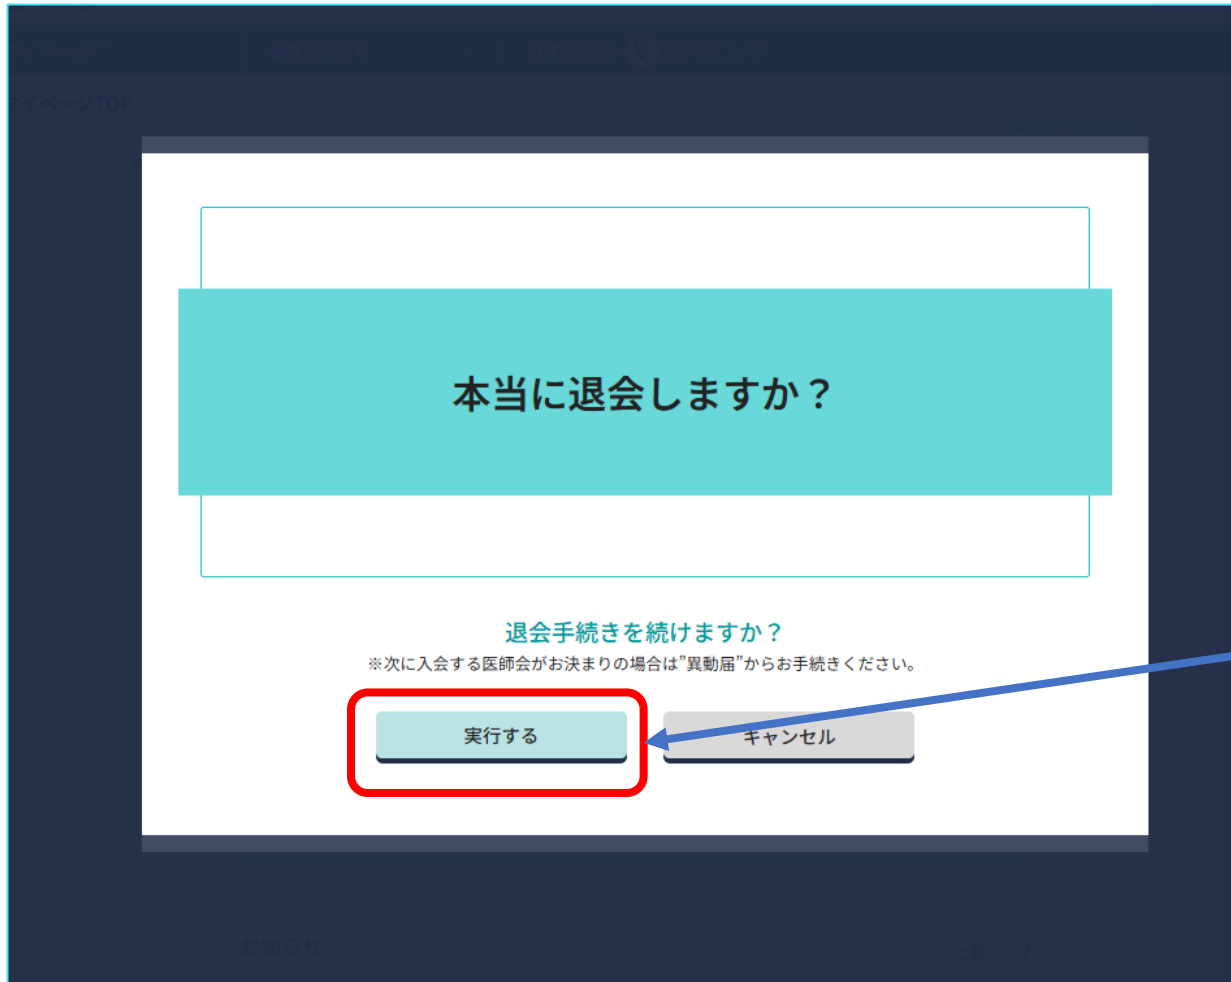 マイページTOP
本当に退会しますか？
退会手続きを続けますか？
※次に入会する医師会がお決まりの場合は”異動届”からお手続きください。
実行する
キャンセル
お知らせ
一覧へ